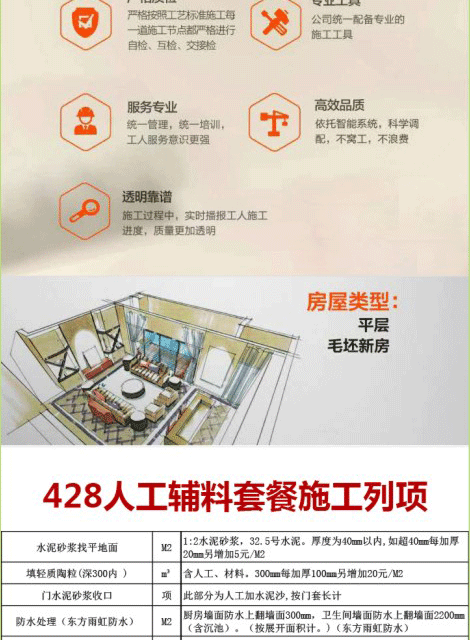 严格质检
专业工具
严格按照工艺标准施工每
一道施工节点都严格进行
自检、互检、交接检
公司统一配备专业的
施工工具
服务专业
统一管理，统一培训，
工人服务意识更强
高效品质
依托智能系统，科学调
配，不窝工，不浪费
透明靠谱
施工过程中，实时播报工人施工
进度，质量更加透明
房屋类型：
平层
毛坯新房
428人工辅料套餐施工列项
水泥砂浆找平地面 M2 1:2水泥砂浆，32.5号水泥。厚度为40mm以内,如超40mm每加厚
20mm另增加5元/M2
填轻质陶粒(深300内 ) m³ 含人工、材料，300mm每加厚100mm另增加20元/M2
门水泥砂浆收口 项 此部分为人工加水泥沙,按门套长计
防水处理（东方雨虹防水） M2 厨房墙面防水上翻墙面300mm，卫生间墙面防水上翻墙面2200mm
（含沉池）。（按展开面积计。)（东方雨虹防水）